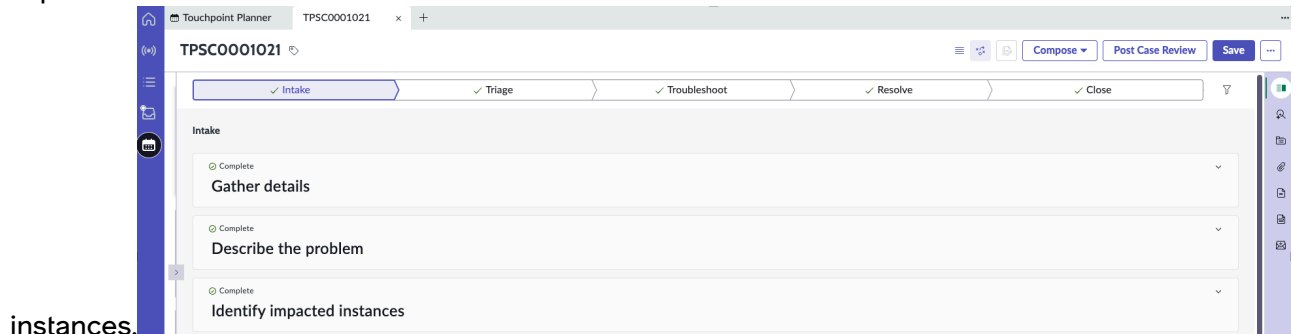 Touchpoint Planner TPSC0001021 × +
TPSC0001021 Compose Post Case Review Save
✓ Intake ✓ Triage ✓ Troubleshoot ✓ Resolve ✓ Close
Intake
Complete
Gather details
Complete
Describe the problem
Complete
Identify impacted instances
instances.